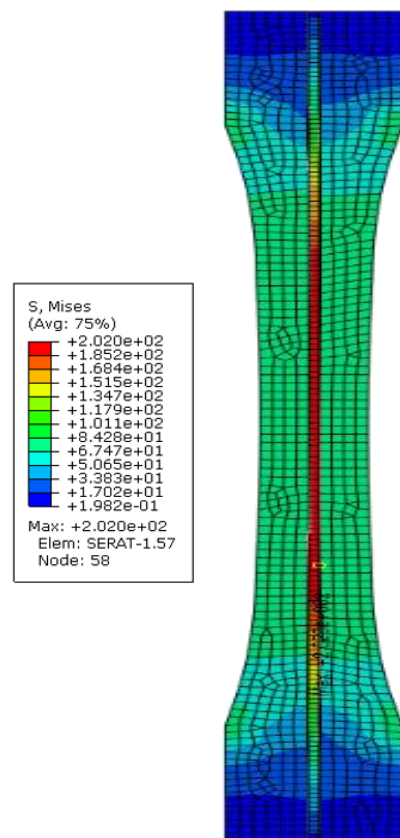 S, Mises
(Avg: 75%)
+2.020e+02
+1.852e+02
+1.684e+02
+1.515e+02
+1.347e+02
+1.179e+02
+1.011e+02
+8.428e+01
+6.747e+01
+5.065e+01
+3.383e+01
+1.702e+01
+1.982e-01
Max: +2.020e+02
Elem: SERAT-1.57
Node: 58